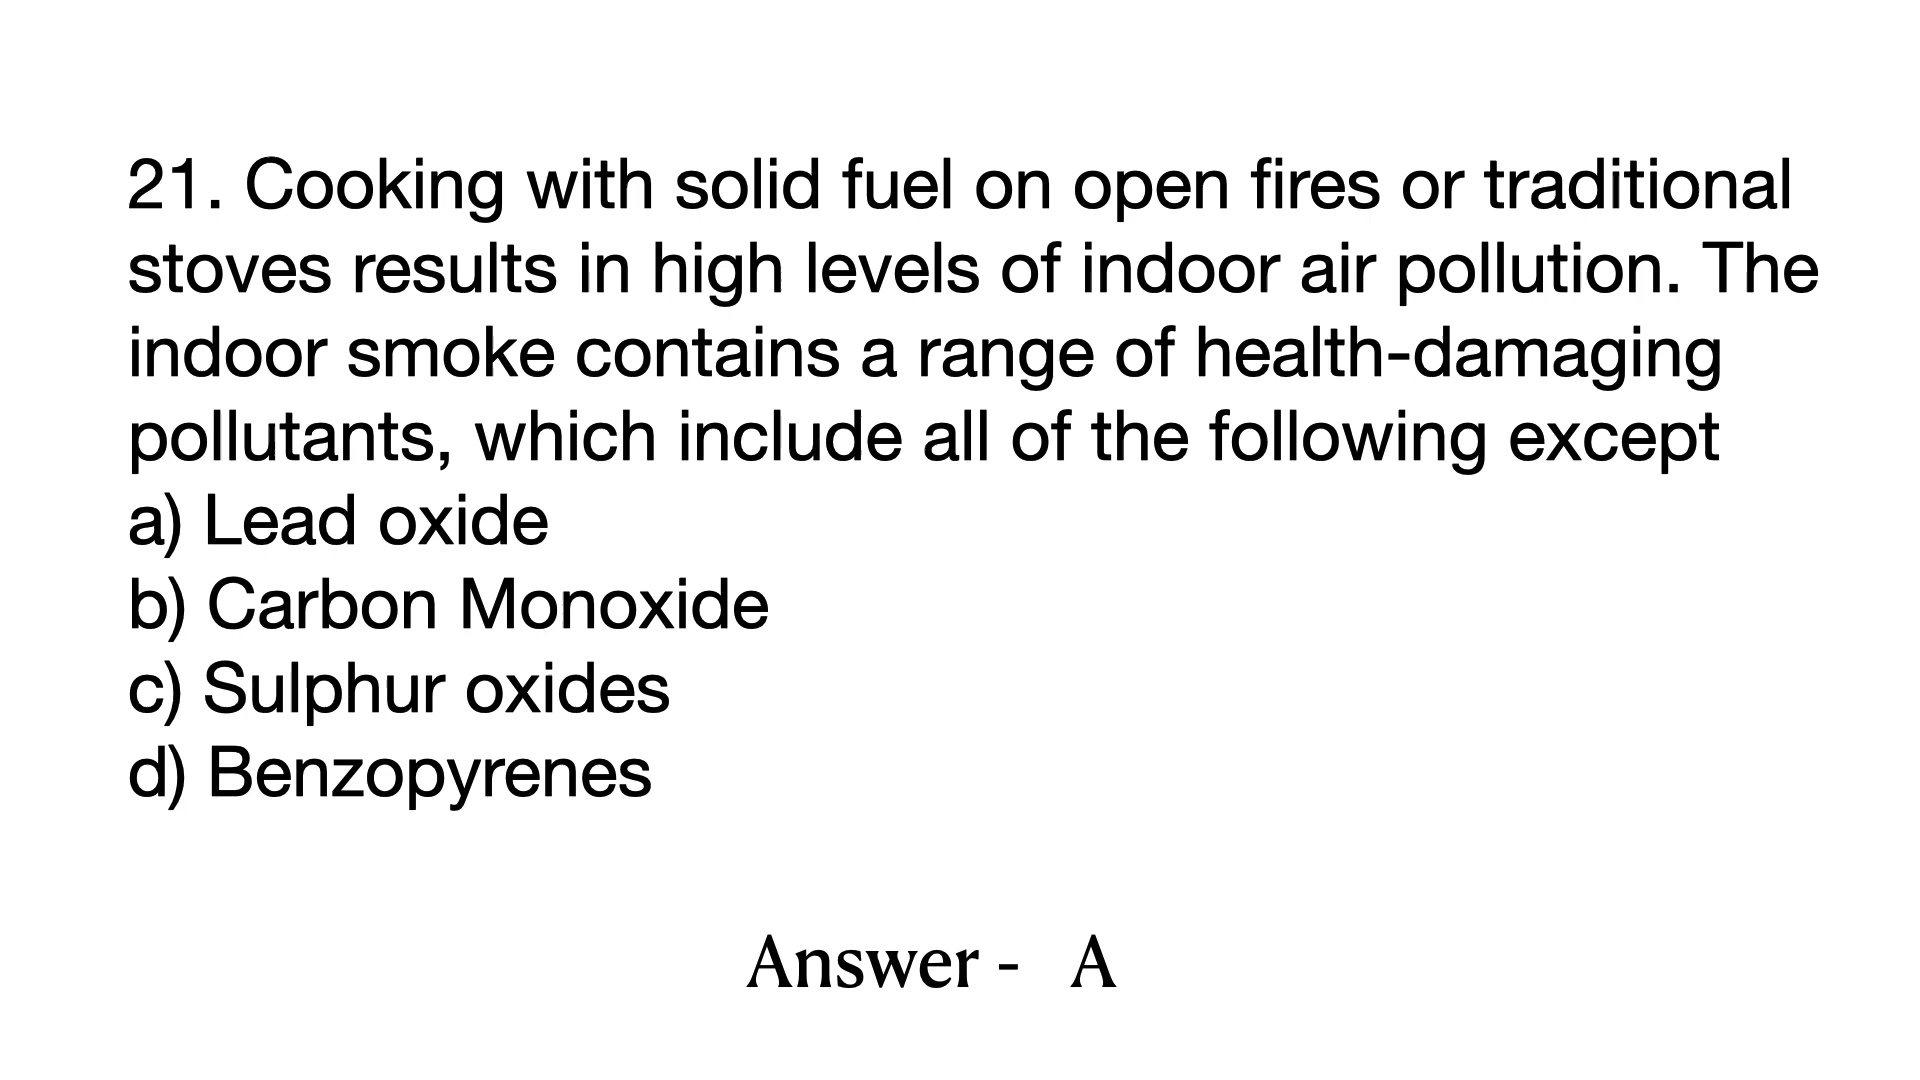 21. Cooking with solid fuel on open fires or traditional
stoves results in high levels of indoor air pollution. The
indoor smoke contains a range of health-damaging
pollutants, which include all of the following except
a) Lead oxide
b) Carbon Monoxide
c) Sulphur oxides
d) Benzopyrenes
Answer - A